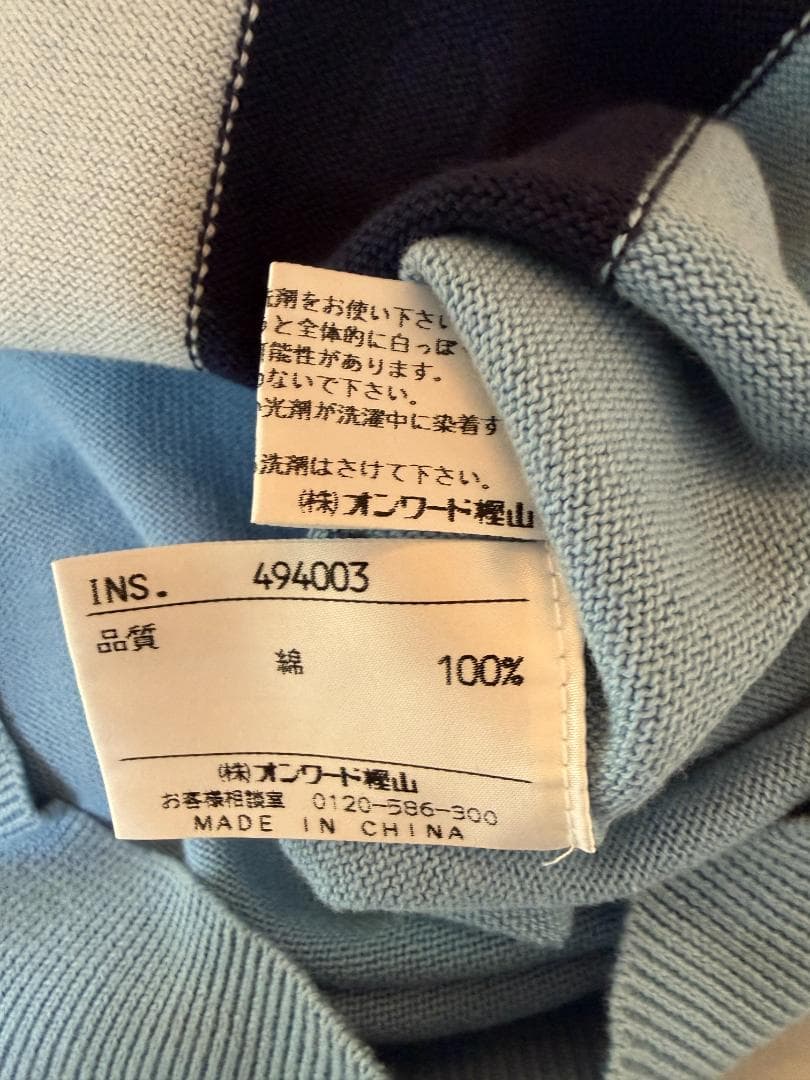 洗剤をお使い下さい
と全体的に白っぽ
可能性があります。
ないで下さい。
光剤が洗濯中に染着す
洗剤はさけて下さい。
㈱オンワード樫山
INS. 494003
品質
綿 100%
㈱オンワード樫山
お客様相談室 0120-586-300
MADE IN CHINA